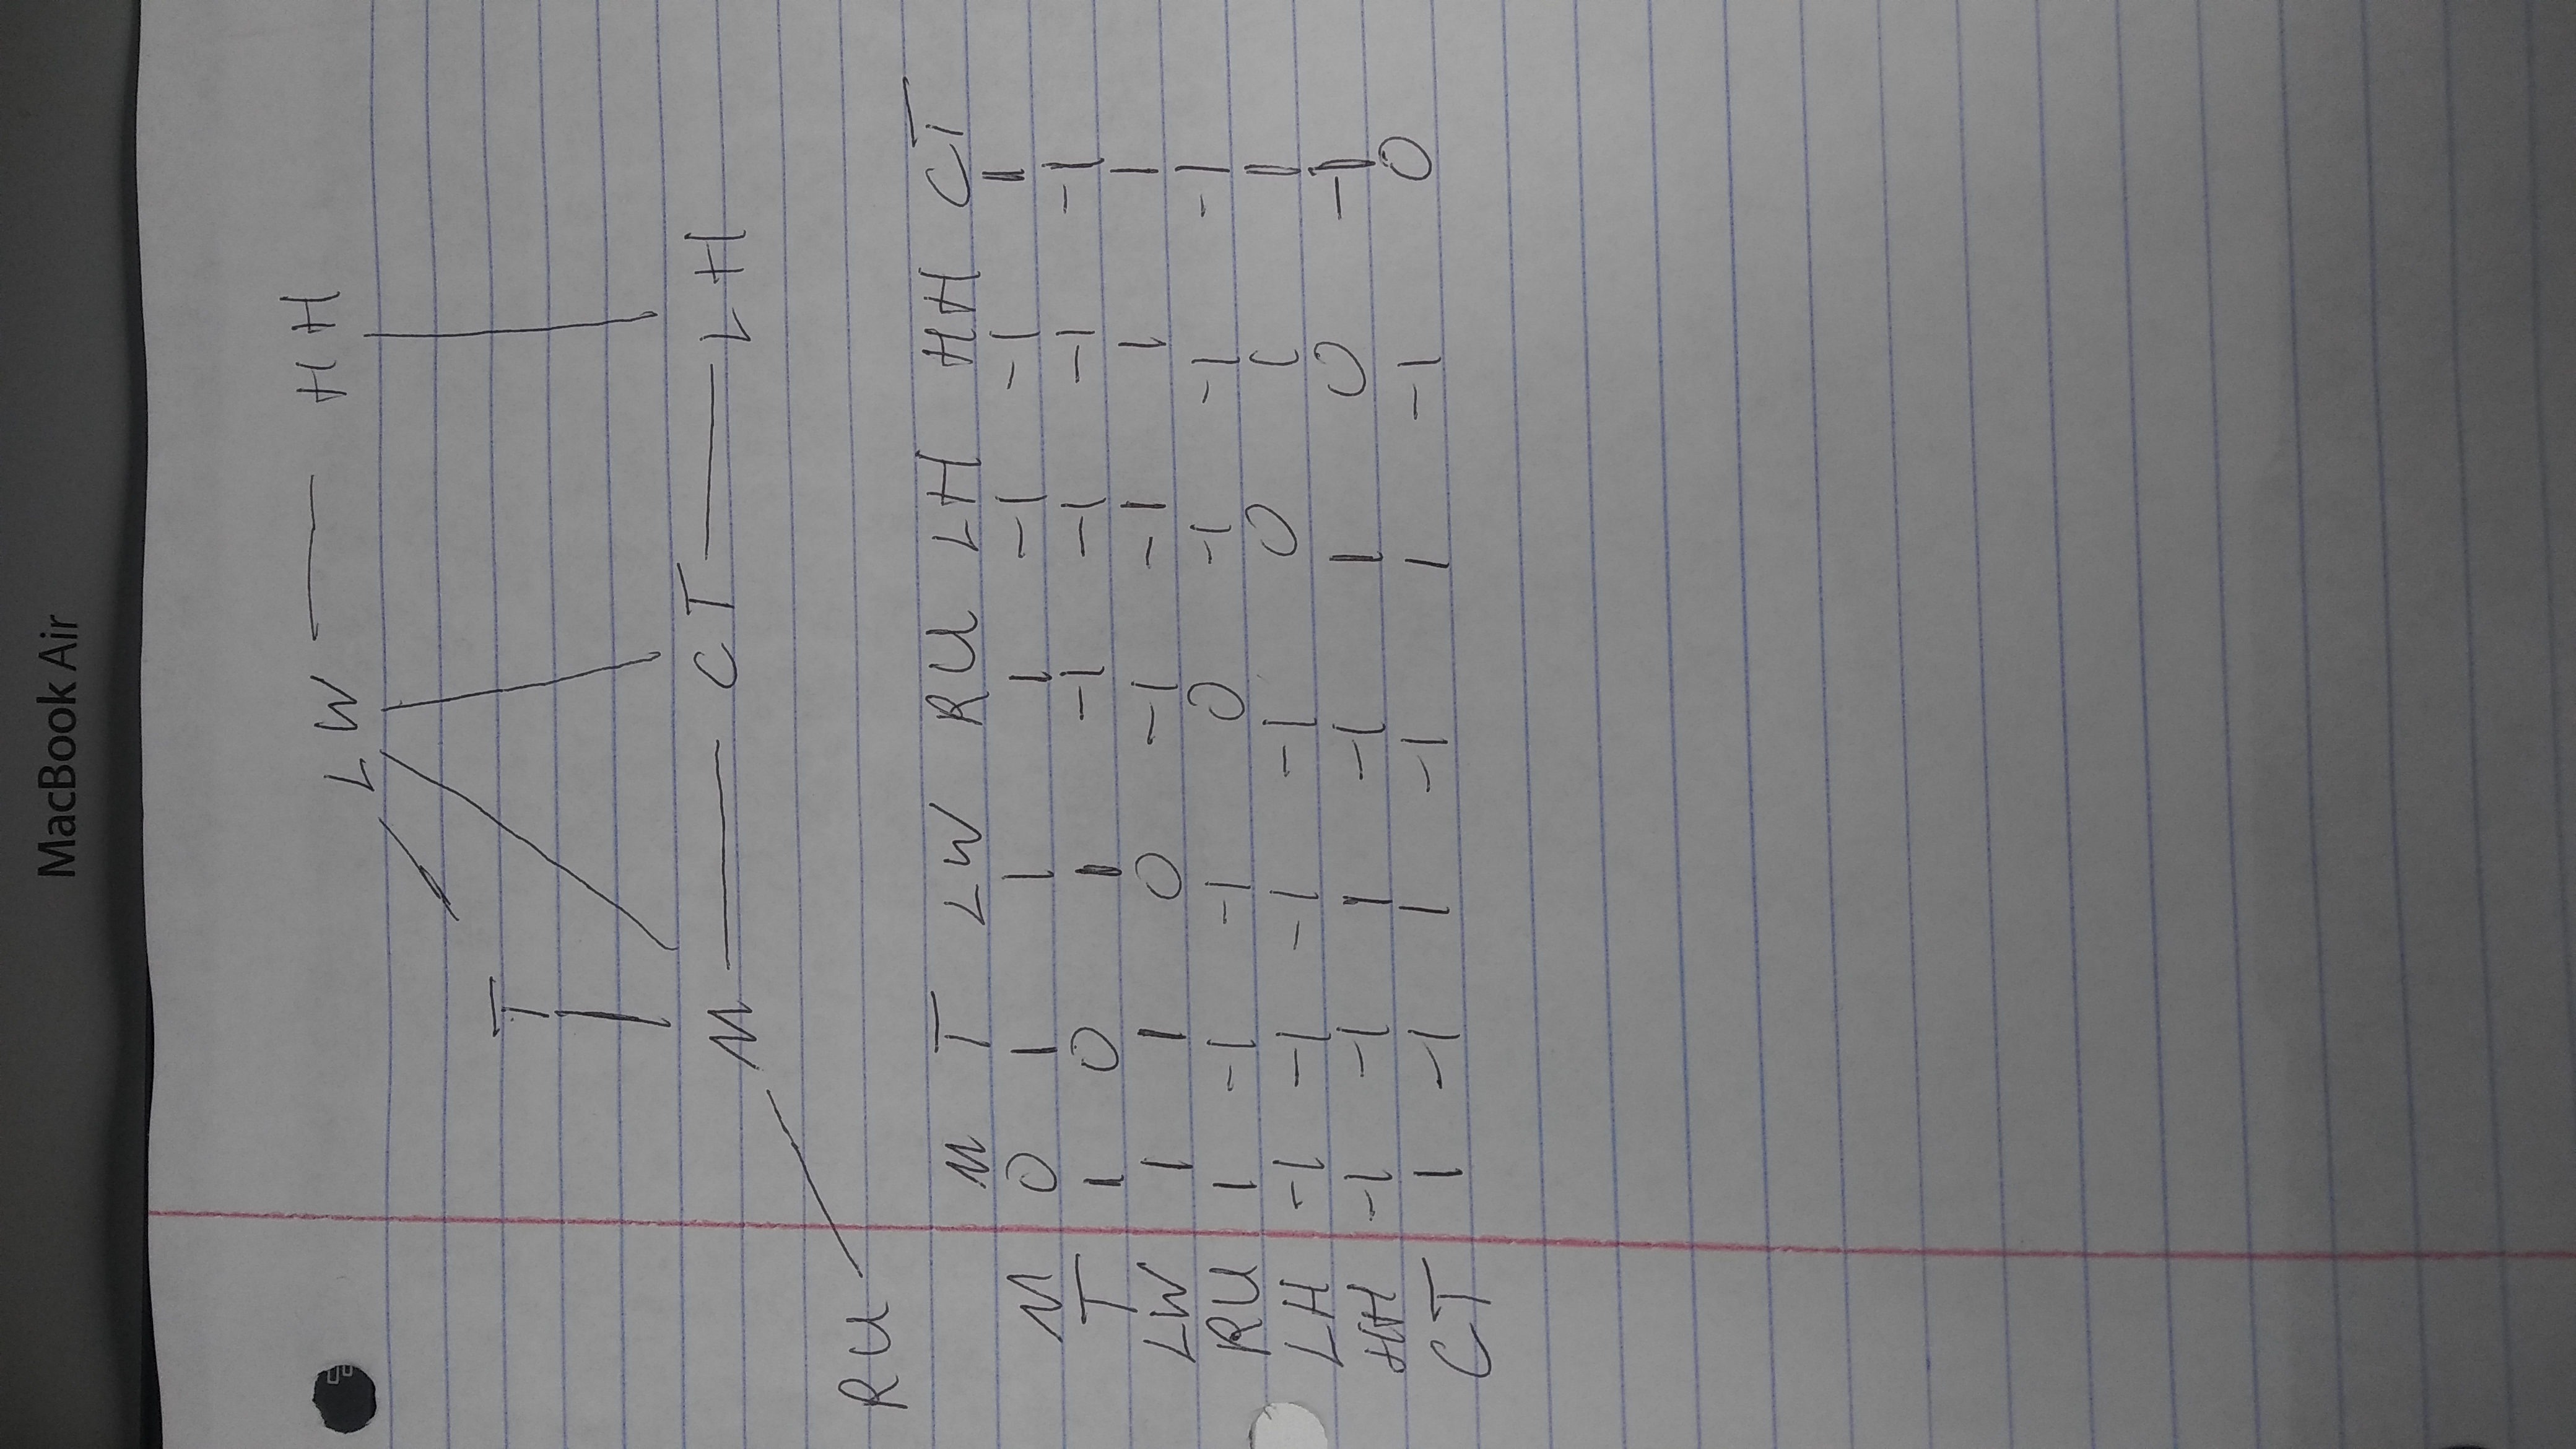 MacBook Air
LW HH
T
M CT LH
RU
M T LW RU LH HH CT
M 0 1 1 1 -1 -1 1
T 1 0 1 -1 -1 -1 -1
LW 1 1 0 -1 -1 1 1
RU 1 -1 -1 0 -1 -1 -1
LH -1 -1 -1 -1 0 1 1
HH -1 -1 1 -1 1 0 -1
CT 1 -1 1 -1 1 -1 0